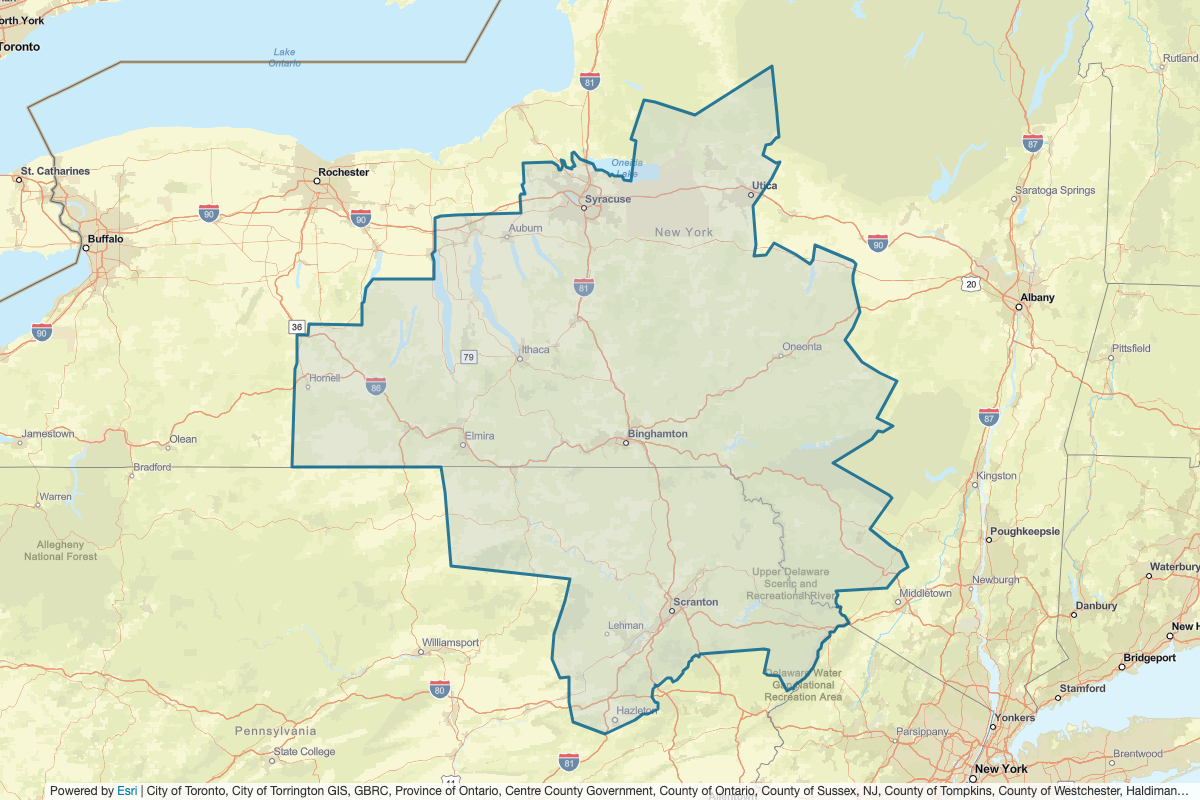 orth York
Toronto
Lake
Ontario
81
Rutland
87
St. Catharines
Rochester
Oneida
Lake
Utica
Saratoga Springs
90
90
Syracuse
Buffalo
Auburn
New York
90
81
20
Albany
36
90
79
Ithaca
Oneonta
Pittsfield
Hornell
86
87
Jamestown
Olean
Elmira
Binghamton
Bradford
Kingston
Warren
Poughkeepsie
Allegheny
National Forest
Upper Delaware
Scenic and
Recreational River
Waterbury
Newburgh
Middletown
Scranton
Danbury
Lehman
New H
Williamsport
Bridgeport
Delaware Water
Gap National
Recreation Area
80
Stamford
Hazleton
Yonkers
Pennsylvania
Parsippany
State College
Brentwood
81
New York
Powered by Esri | City of Toronto, City of Torrington GIS, GBRC, Province of Ontario, Centre County Government, County of Ontario, County of Sussex, NJ, County of Tompkins, County of Westchester, Haldiman…